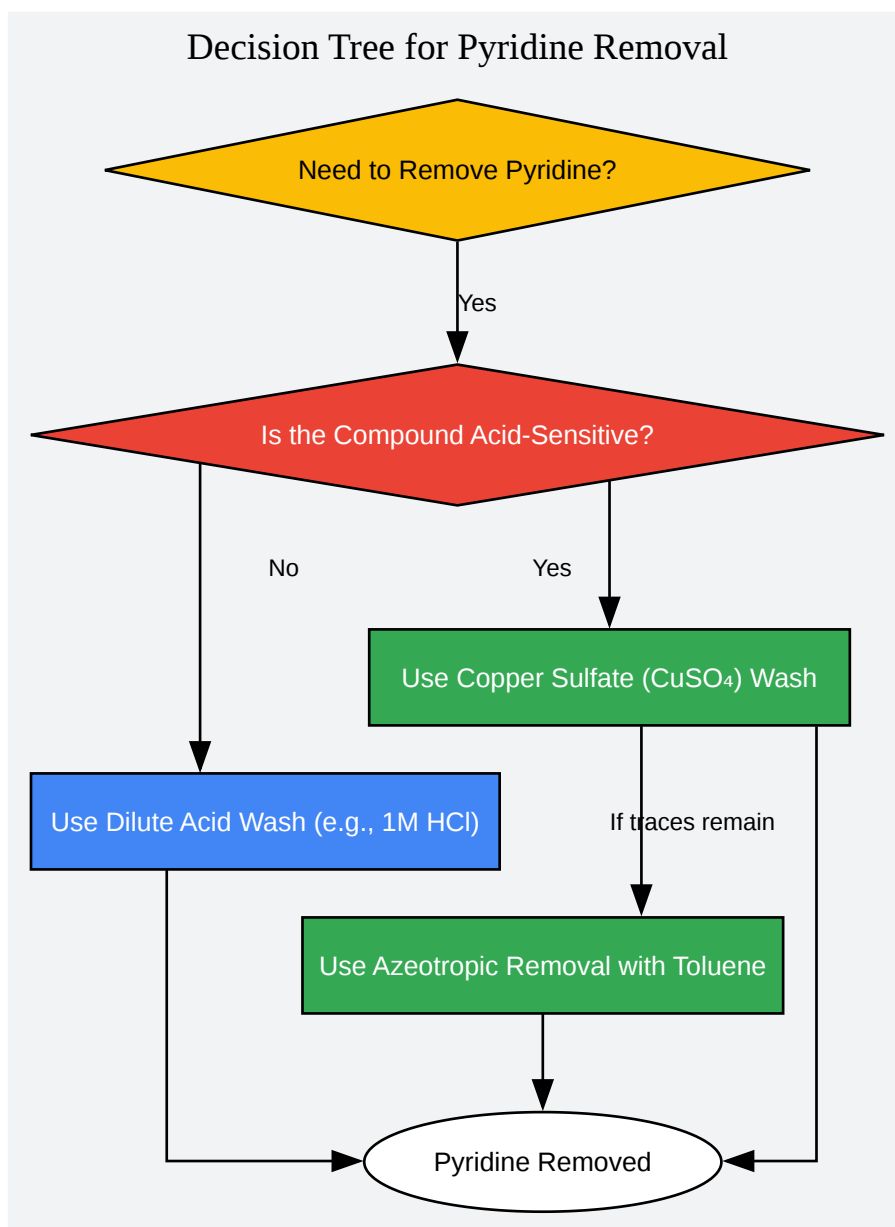 Decision Tree for Pyridine Removal
Need to Remove Pyridine?
Yes
Is the Compound Acid-Sensitive?
No
Yes
Use Copper Sulfate (CuSO₄) Wash
Use Dilute Acid Wash (e.g., 1M HCl)
If traces remain
Use Azeotropic Removal with Toluene
Pyridine Removed